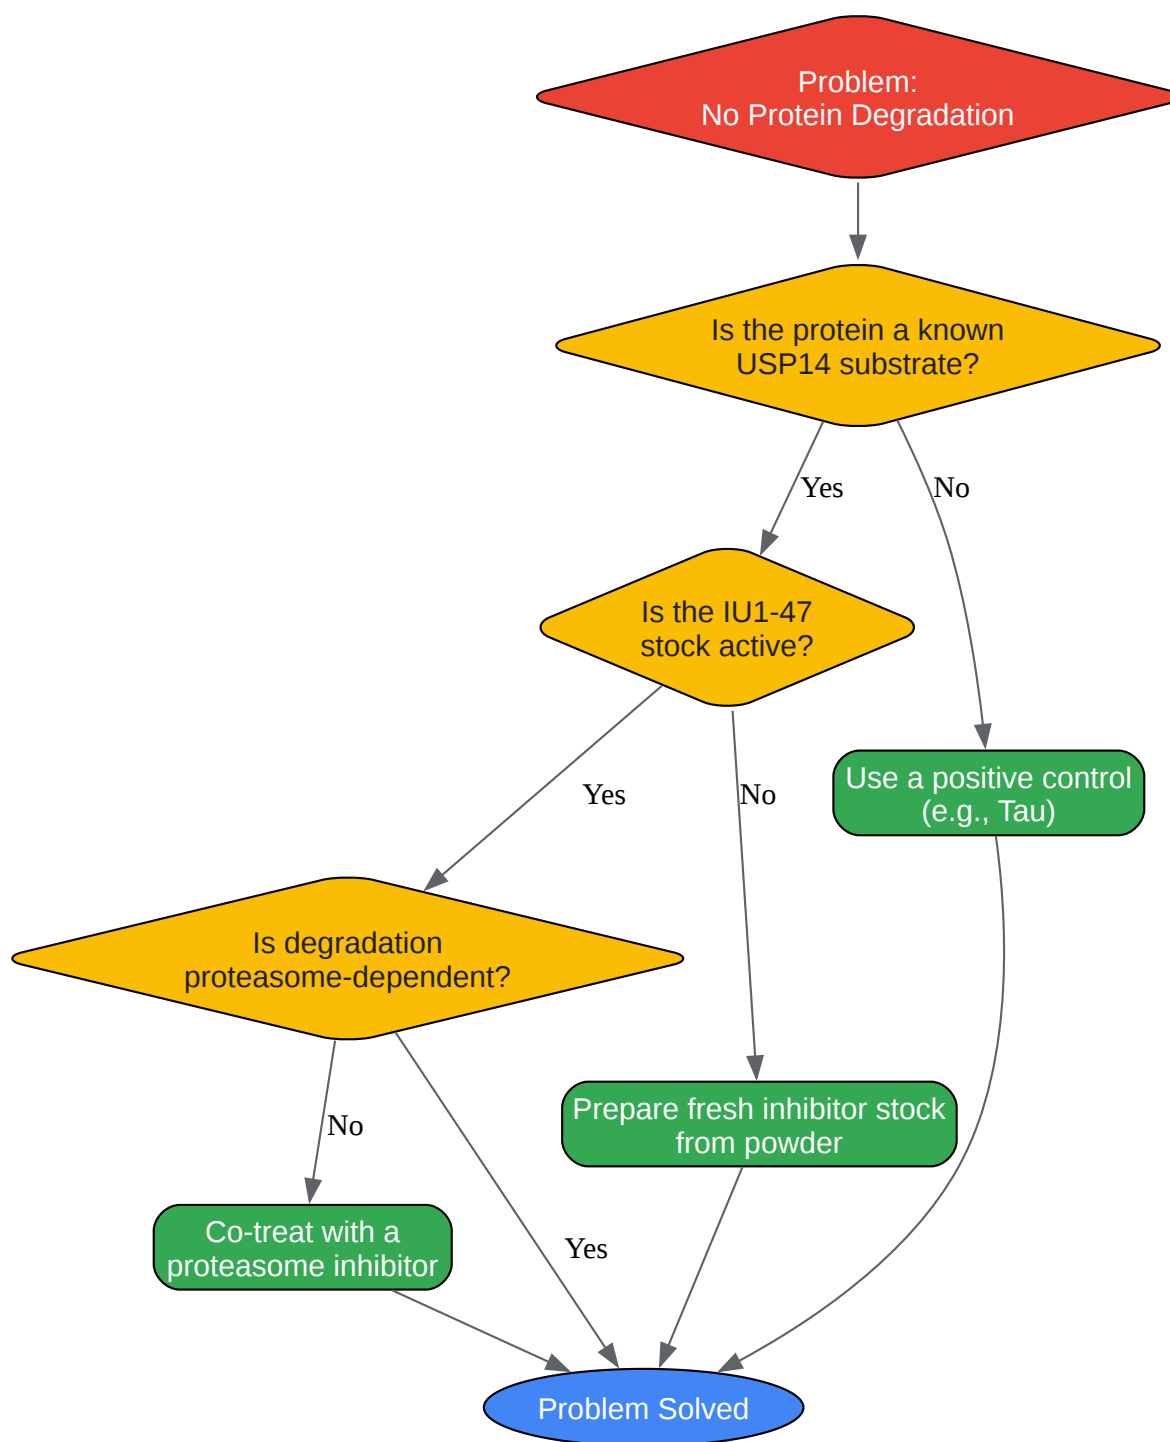 Problem:
No Protein Degradation
Is the protein a known
USP14 substrate?
Yes
No
Is the IU1-47
stock active?
Yes
No
Use a positive control
(e.g., Tau)
Is degradation
proteasome-dependent?
No
Prepare fresh inhibitor stock
from powder
Co-treat with a
proteasome inhibitor
Yes
Problem Solved